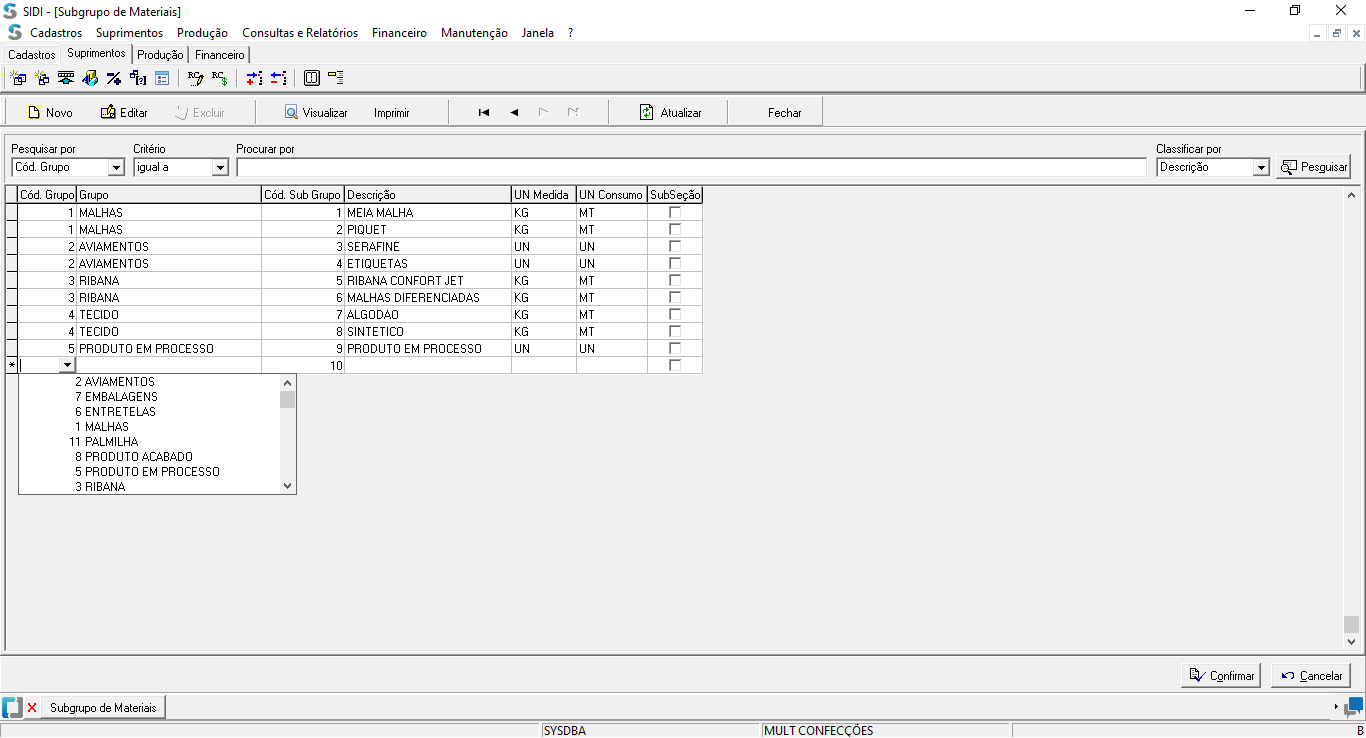 SIDI - [Subgrupo de Materiais]
Cadastros Suprimentos Produção Consultas e Relatórios Financeiro Manutenção Janela ?
Cadastros Suprimentos Produção Financeiro
Novo Editar Excluir Visualizar Imprimir Atualizar Fechar
Pesquisar por Critério Procurar por Classificar por
Cód. Grupo igual a Descrição Pesquisar
Cód. Grupo Grupo Cód. Sub Grupo Descrição UN Medida UN Consumo SubSeção
1 MALHAS 1 MEIA MALHA KG MT
1 MALHAS 2 PIQUET KG MT
2 AVIAMENTOS 3 SERAFINE UN UN
2 AVIAMENTOS 4 ETIQUETAS UN UN
3 RIBANA 5 RIBANA CONFORT JET KG MT
3 RIBANA 6 MALHAS DIFERENCIADAS KG MT
4 TECIDO 7 ALGODAO KG MT
4 TECIDO 8 SINTETICO KG MT
5 PRODUTO EM PROCESSO 9 PRODUTO EM PROCESSO UN UN
* 10
2 AVIAMENTOS
7 EMBALAGENS
6 ENTRETELAS
1 MALHAS
11 PALMILHA
8 PRODUTO ACABADO
5 PRODUTO EM PROCESSO
3 RIBANA
Confirmar Cancelar
Subgrupo de Materiais
SYSDBA MULT CONFECÇÕES B